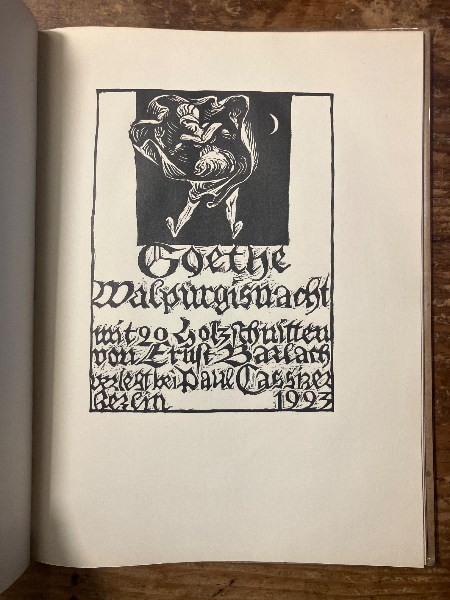 Goethe
Walpurgisnacht
mit 20 Holzschnitten
von Ernst Barlach
verlegt bei Paul Cassirer
Berlin 1923